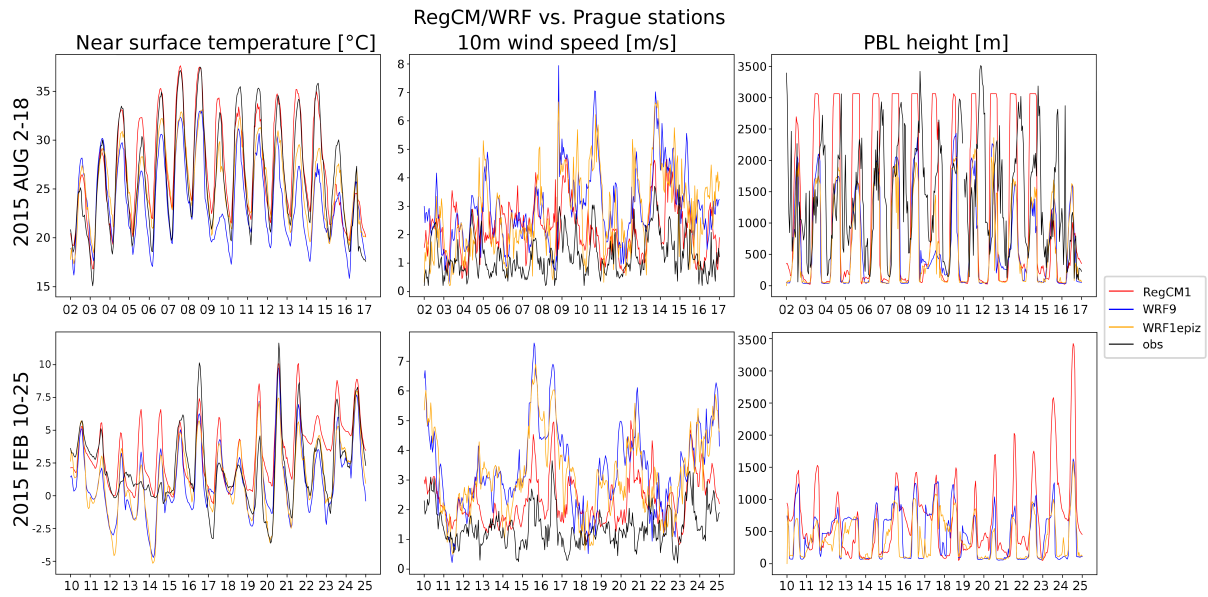 RegCM/WRF vs. Prague stations
Near surface temperature [°C]
10m wind speed [m/s]
PBL height [m]
2015 AUG 2-18
35
30
25
20
15
02 03 04 05 06 07 08 09 10 11 12 13 14 15 16 17
8
7
6
5
4
3
2
1
0
02 03 04 05 06 07 08 09 10 11 12 13 14 15 16 17
3500
3000
2500
2000
1500
1000
500
0
02 03 04 05 06 07 08 09 10 11 12 13 14 15 16 17
RegCM1
WRF9
WRF1epiz
obs
2015 FEB 10-25
10
7.5
5
2.5
0
-2.5
-5
10 11 12 13 14 15 16 17 18 19 20 21 22 23 24 25
7
6
5
4
3
2
1
0
10 11 12 13 14 15 16 17 18 19 20 21 22 23 24 25
3500
3000
2500
2000
1500
1000
500
0
10 11 12 13 14 15 16 17 18 19 20 21 22 23 24 25